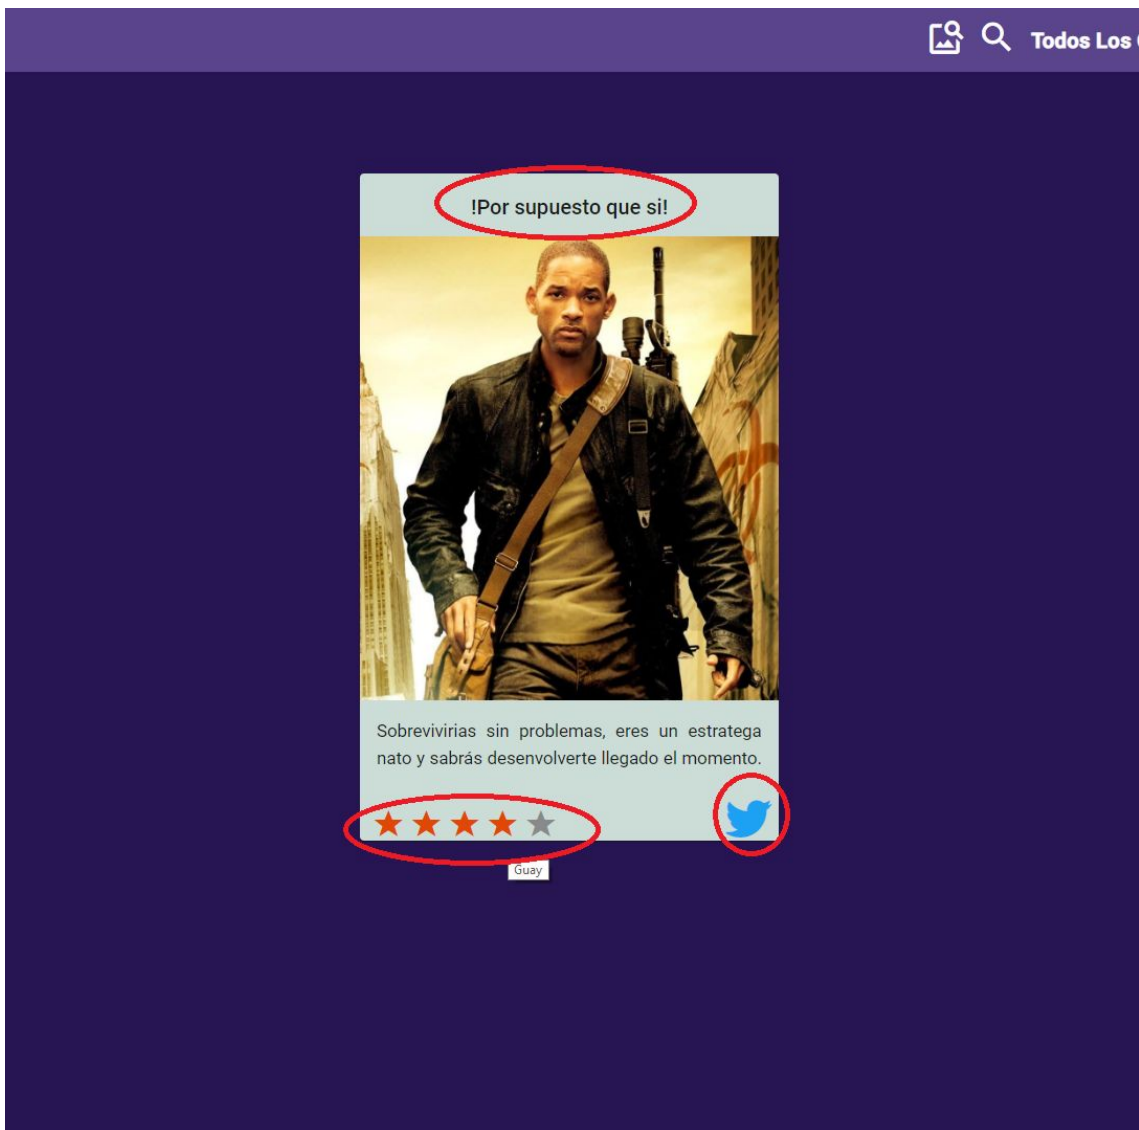 Todos Los
!Por supuesto que si!
Sobrevivirias sin problemas, eres un estratega
nato y sabrás desenvolverte llegado el momento.
Guay